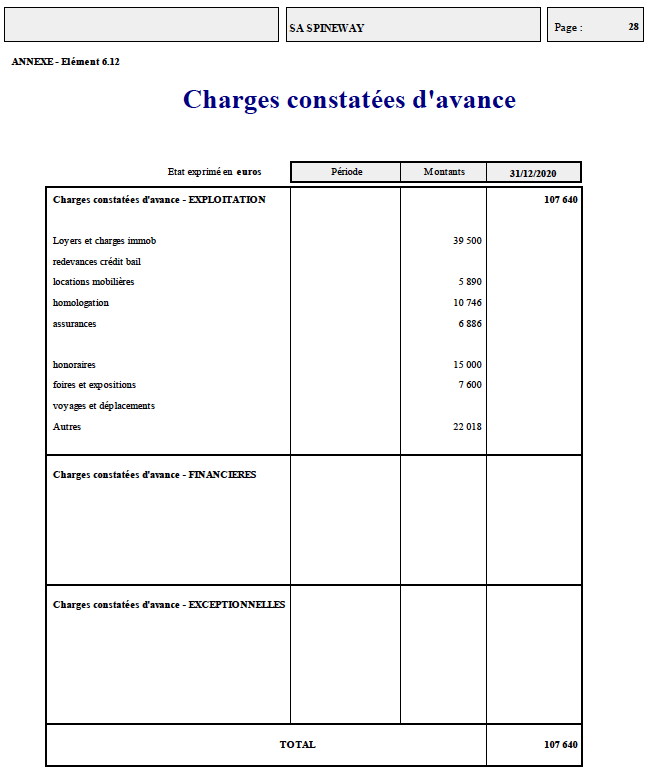 SA SPINEWAY Page : 28
ANNEXE - Elément 6.12
Charges constatées d'avance
Etat exprimé en euros Période Montants 31/12/2020
Charges constatées d'avance - EXPLOITATION 107 640
Loyers et charges immob 39 500
redevances crédit bail
locations mobilières 5 890
homologation 10 746
assurances 6 886
honoraires 15 000
foires et expositions 7 600
voyages et déplacements
Autres 22 018
Charges constatées d'avance - FINANCIERES
Charges constatées d'avance - EXCEPTIONNELLES
TOTAL 107 640